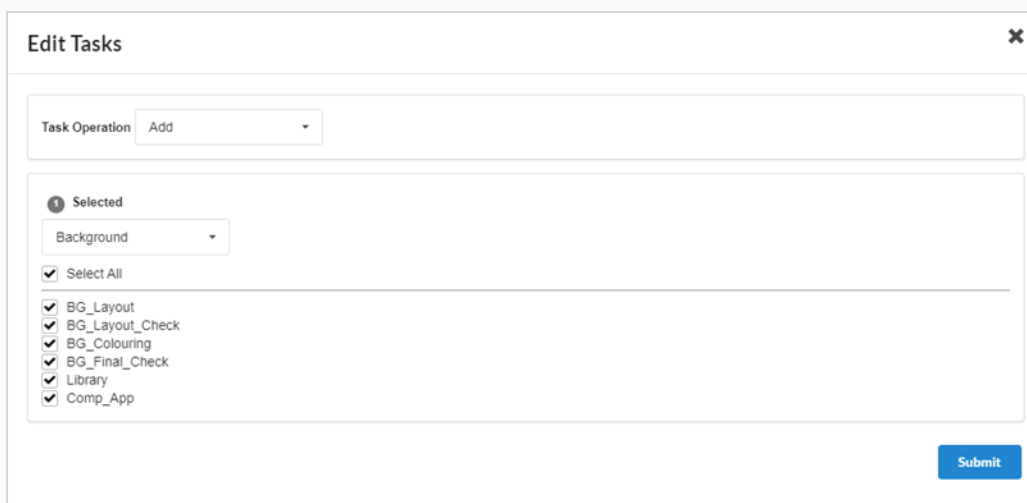 Edit Tasks
Task Operation Add
1 Selected
Background
Select All
BG_Layout
BG_Layout_Check
BG_Colouring
BG_Final_Check
Library
Comp_App
Submit